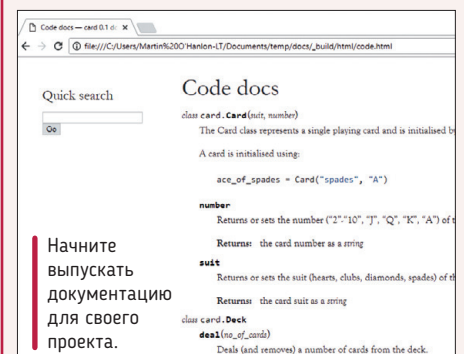 Code docs — card 0.1 d
file:///C:/Users/Martin%20O'Hanlon-LT/Documents/temp/docs/_build/html/code.html
Quick search
Go
Code docs
class card.Card(suit, number)
The Card class represents a single playing card and is initialised
A card is initialised using:
ace_of_spades = Card("spades", "A")
number
Returns or sets the number ("2"-"10", "J", "Q", "K", "A") of
Returns: the card number as a string
suit
Returns or sets the suit (hearts, clubs, diamonds, spades) of
Returns: the card suit as a string
class card.Deck
deal(no_of_cards)
Deals (and removes) a number of cards from the deck.
Начните
выпускать
документацию
для своего
проекта.